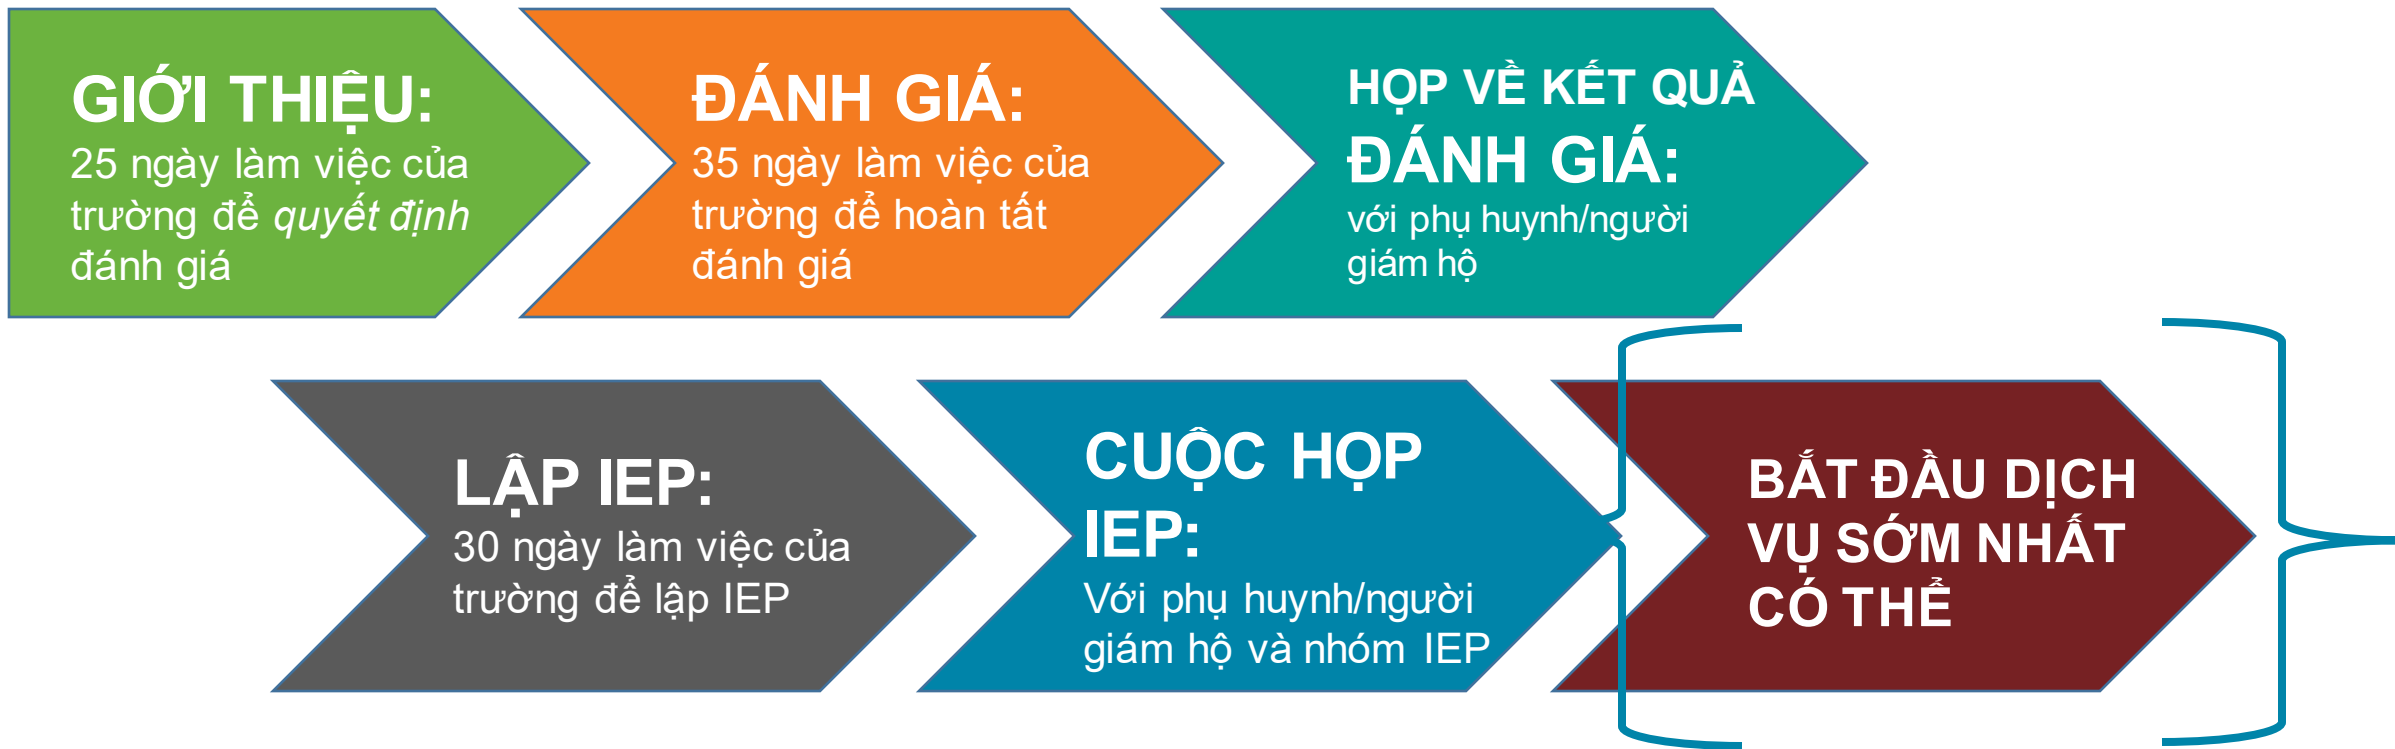 GIỚI THIỆU:
25 ngày làm việc của
trường để quyết định
đánh giá
ĐÁNH GIÁ:
35 ngày làm việc của
trường để hoàn tất
đánh giá
HỌP VỀ KẾT QUẢ
ĐÁNH GIÁ:
với phụ huynh/người
giám hộ
LẬP IEP:
30 ngày làm việc của
trường để lập IEP
CUỘC HỌP
IEP:
Với phụ huynh/người
giám hộ và nhóm IEP
BẮT ĐẦU DỊCH
VỤ SỚM NHẤT
CÓ THỂ